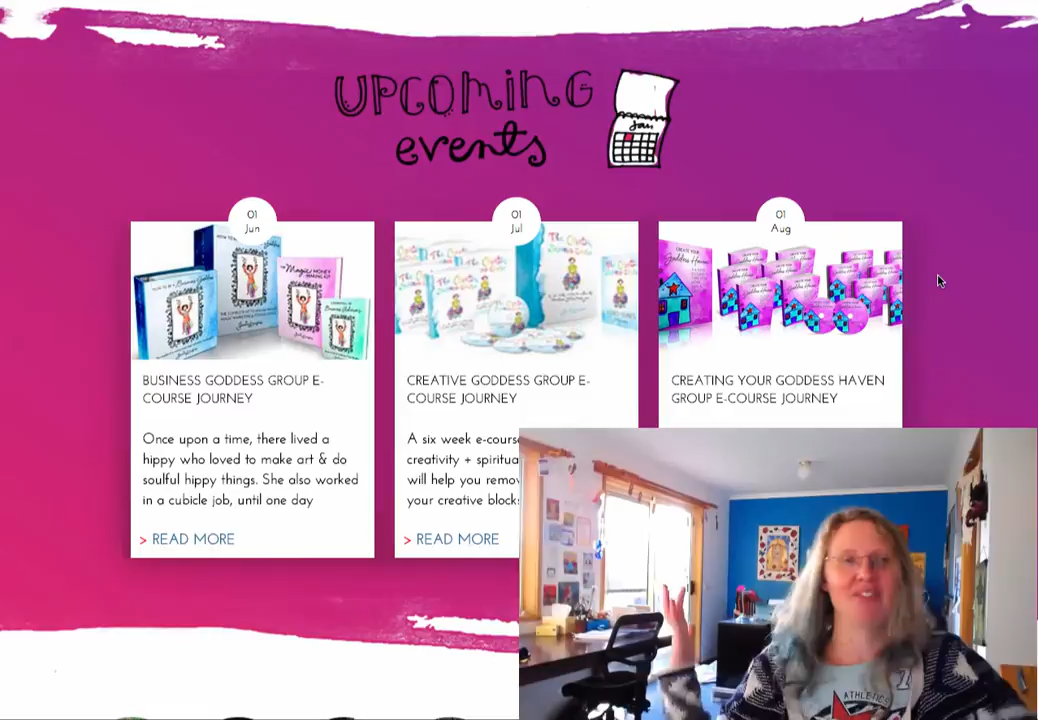 UPCOMING
events
Jan
01
Jun
01
Jul
01
Aug
BUSINESS GODDESS GROUP E-
COURSE JOURNEY
CREATIVE GODDESS GROUP E-
COURSE JOURNEY
CREATING YOUR GODDESS HAVEN
GROUP E-COURSE JOURNEY
Once upon a time, there lived a
hippy who loved to make art & do
soulful hippy things. She also worked
in a cubicle job, until one day
> READ MORE
A six week e-course
creativity + spiritua
will help you remov
your creative block
> READ MORE
ATHLETICS